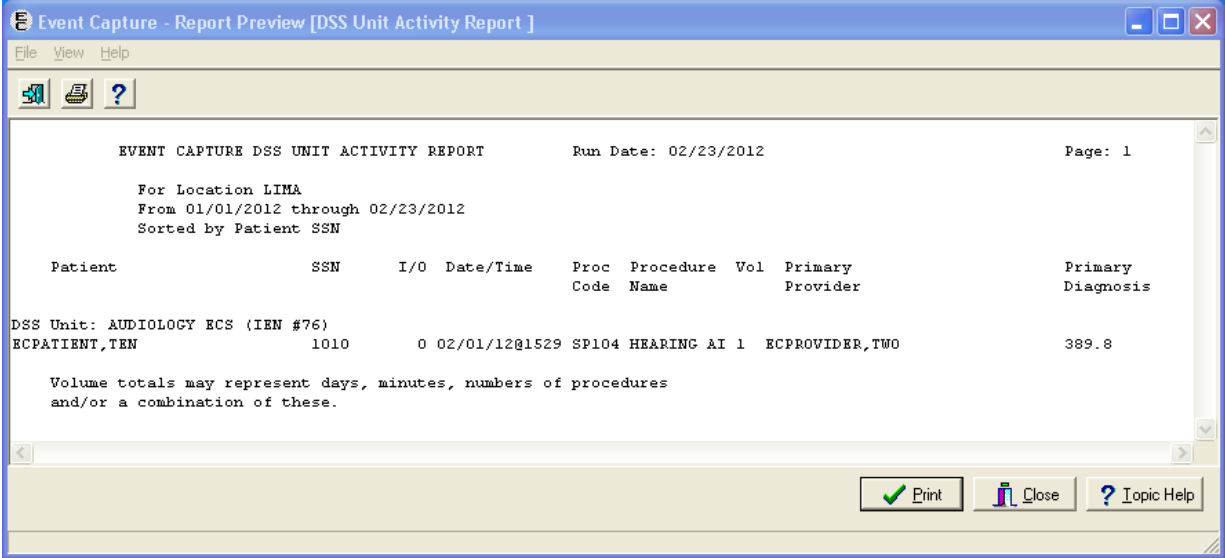 Event Capture - Report Preview [DSS Unit Activity Report ]
File View Help
EVENT CAPTURE DSS UNIT ACTIVITY REPORT Run Date: 02/23/2012 Page: 1
For Location LIMA
From 01/01/2012 through 02/23/2012
Sorted by Patient SSN
Patient SSN I/O Date/Time Proc Procedure Vol Primary Primary
Code Name Provider Diagnosis
DSS Unit: AUDIOLOGY ECS (IEN #76)
ECPATIENT,TEN 1010 O 02/01/12@1529 SP104 HEARING AI 1 ECPROVIDER,TWO 389.8
Volume totals may represent days, minutes, numbers of procedures
and/or a combination of these.
Print Close ? Topic Help